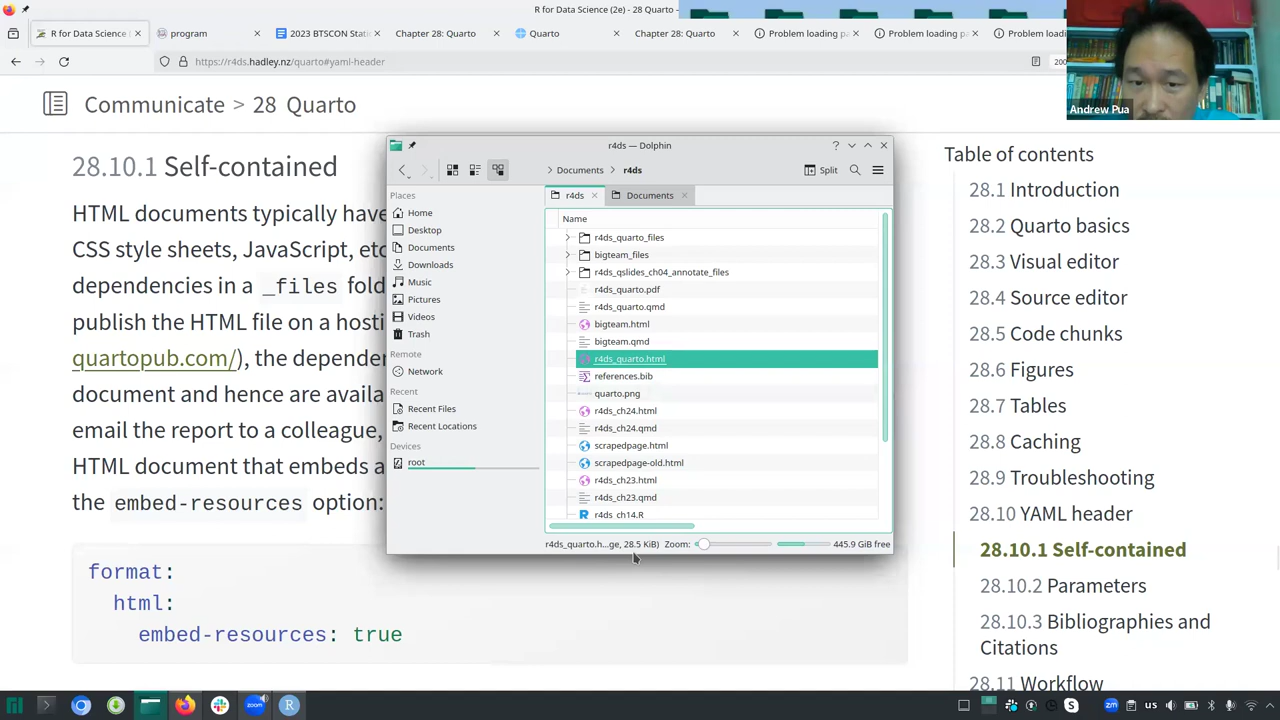 R for Data Science (2e) - 28 Quarto —
R for Data Science
program
2023 BTSCON Stat
Chapter 28: Quarto
Quarto
Chapter 28: Quarto
Problem loading pa
Problem loading pa
Problem load
https://r4ds.hadley.nz/quarto#yaml-header
200
Andrew Pua
Communicate > 28 Quarto
28.10.1 Self-contained
HTML documents typically have
CSS style sheets, JavaScript, etc
dependencies in a _files fold
publish the HTML file on a hosti
quartopub.com/), the depende
document and hence are availa
email the report to a colleague,
HTML document that embeds a
the embed-resources option:
format:
html:
embed-resources: true
r4ds — Dolphin
Documents
r4ds
Split
Places
Home
Desktop
Documents
Downloads
Music
Pictures
Videos
Trash
Remote
Network
Recent
Recent Files
Recent Locations
Devices
root
r4ds
Documents
Name
r4ds_quarto_files
bigteam_files
r4ds_qslides_ch04_annotate_files
r4ds_quarto.pdf
r4ds_quarto.qmd
bigteam.html
bigteam.qmd
r4ds_quarto.html
references.bib
quarto.png
r4ds_ch24.html
r4ds_ch24.qmd
scrapedpage.html
scrapedpage-old.html
r4ds_ch23.html
r4ds_ch23.qmd
r4ds_ch14.R
r4ds_quarto.h...ge, 28.5 KiB)
Zoom:
445.9 GiB free
Table of contents
28.1 Introduction
28.2 Quarto basics
28.3 Visual editor
28.4 Source editor
28.5 Code chunks
28.6 Figures
28.7 Tables
28.8 Caching
28.9 Troubleshooting
28.10 YAML header
28.10.1 Self-contained
28.10.2 Parameters
28.10.3 Bibliographies and
Citations
28.11 Workflow
zoom
zm
us